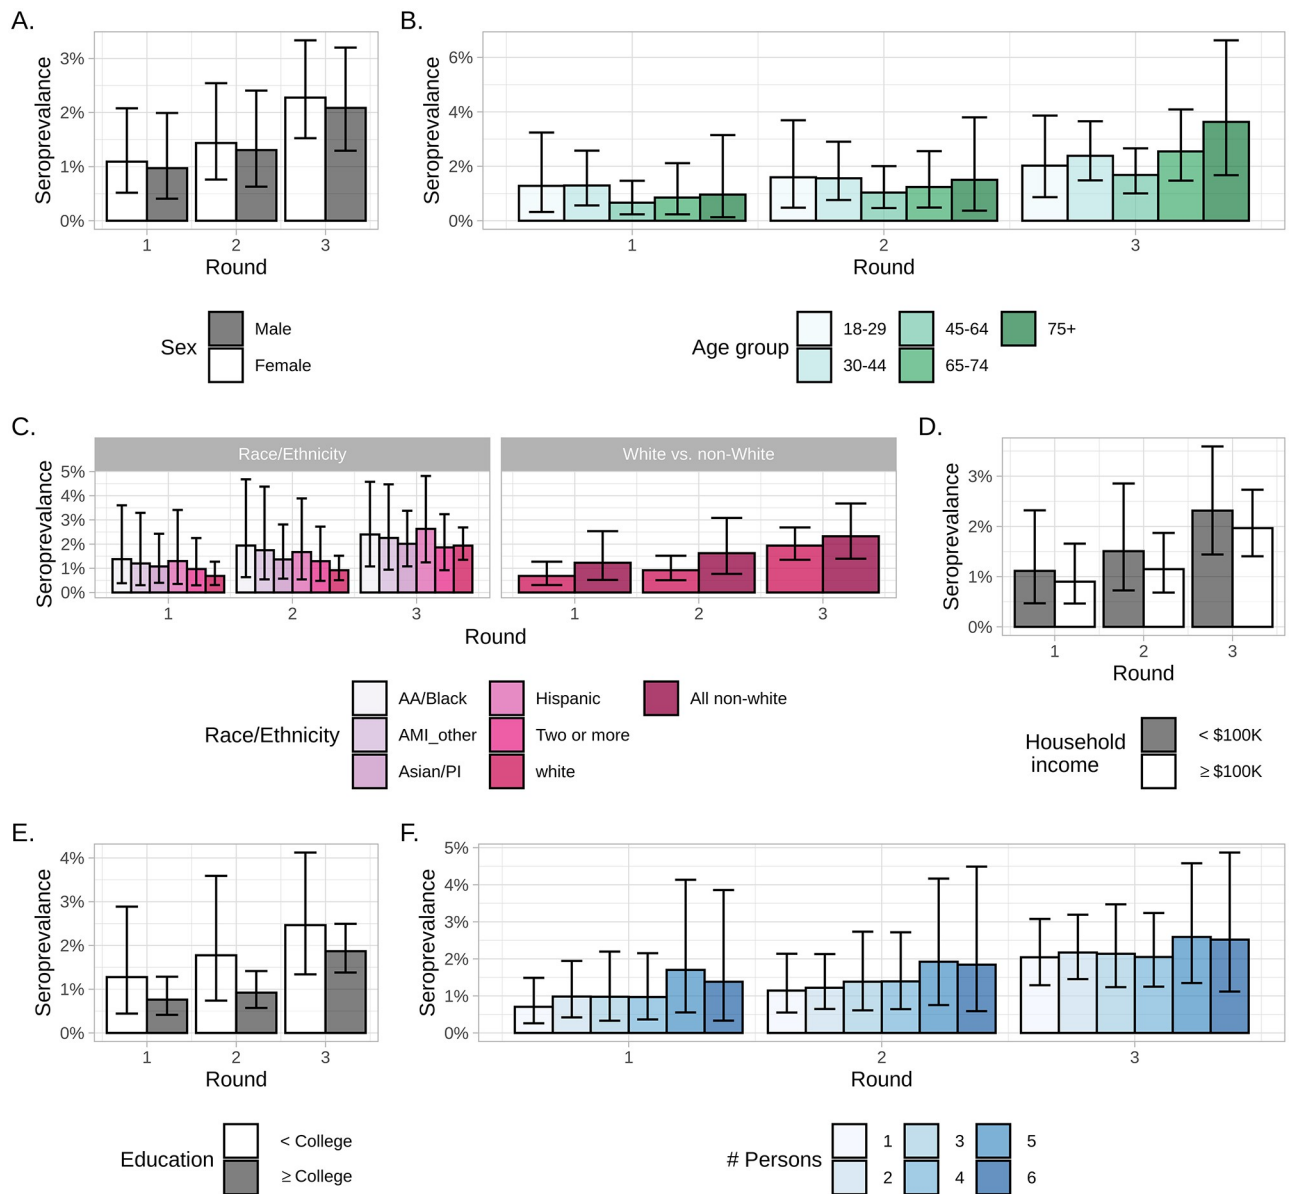 A.
Seroprevalance
3%
2%
1%
0%
1 2 3
Round
Sex
Male
Female
B.
Seroprevalance
6%
4%
2%
0%
1 2 3
Round
Age group
18-29 45-64 75+
30-44 65-74
C.
Race/Ethnicity White vs. non-White
Seroprevalance
5%
4%
3%
2%
1%
0%
1 2 3 1 2 3
Round
Race/Ethnicity
AA/Black Hispanic All non-white
AMI_other Two or more
Asian/PI white
D.
Seroprevalance
3%
2%
1%
0%
1 2 3
Round
Household
income
< $100K
≥ $100K
E.
Seroprevalance
4%
3%
2%
1%
0%
1 2 3
Round
Education
< College
≥ College
F.
Seroprevalance
5%
4%
3%
2%
1%
0%
1 2 3
Round
# Persons
1 3 5
2 4 6